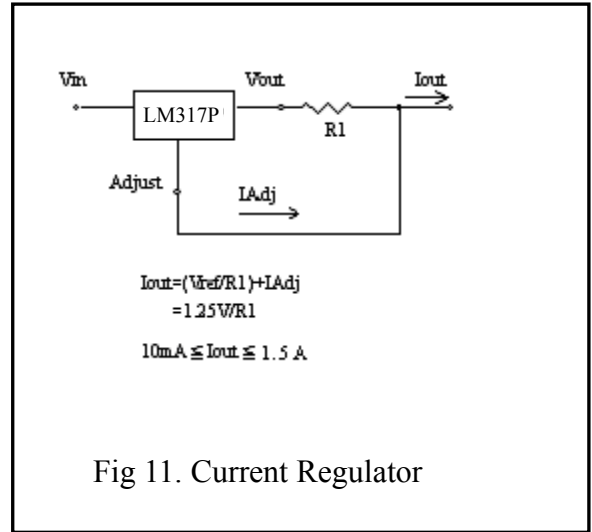 Vin Vout Iout
LM317P
R1
Adjust
IAdj
Iout=(Vref/R1)+IAdj
=1.25V/R1
10mA ≦ Iout ≦ 1.5 A
Fig 11. Current Regulator